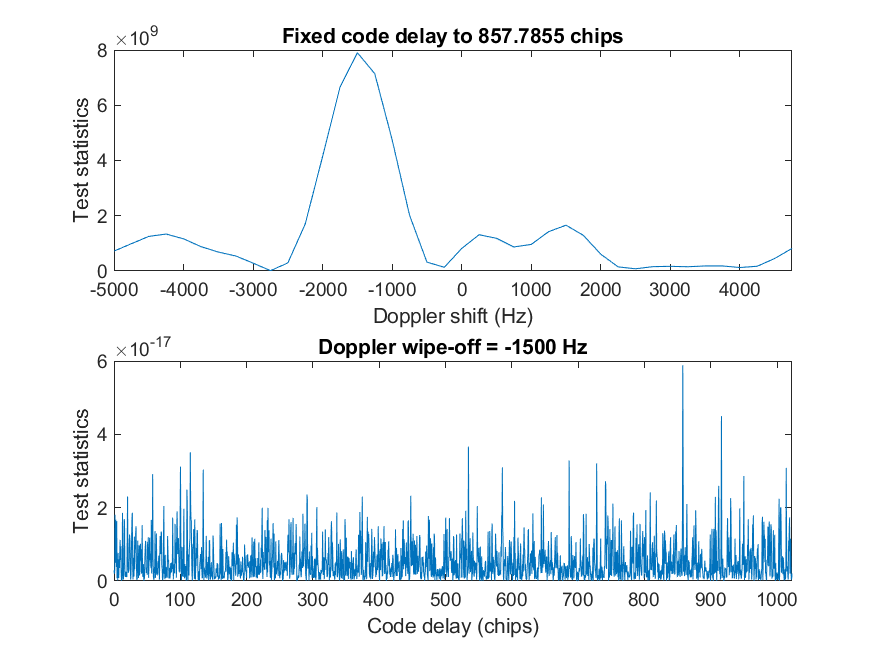 ×10^9
Fixed code delay to 857.7855 chips
8
6
4
2
0
Test statistics
-5000 -4000 -3000 -2000 -1000 0 1000 2000 3000 4000
Doppler shift (Hz)
×10^-17
Doppler wipe-off = -1500 Hz
6
4
2
0
Test statistics
0 100 200 300 400 500 600 700 800 900 1000
Code delay (chips)